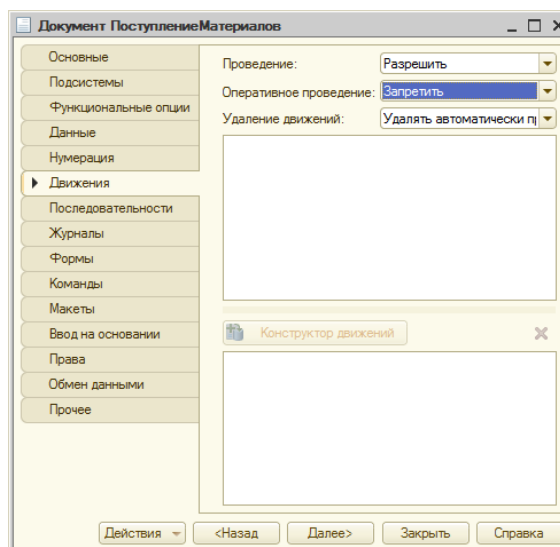 Документ ПоступлениеМатериалов
Основные
Подсистемы
Функциональные опции
Данные
Нумерация
Движения
Последовательности
Журналы
Формы
Команды
Макеты
Ввод на основании
Права
Обмен данными
Прочее
Проведение: Разрешить
Оперативное проведение: Запретить
Удаление движений: Удалять автоматически п
Конструктор движений
Действия <Назад Далее> Закрыть Справка